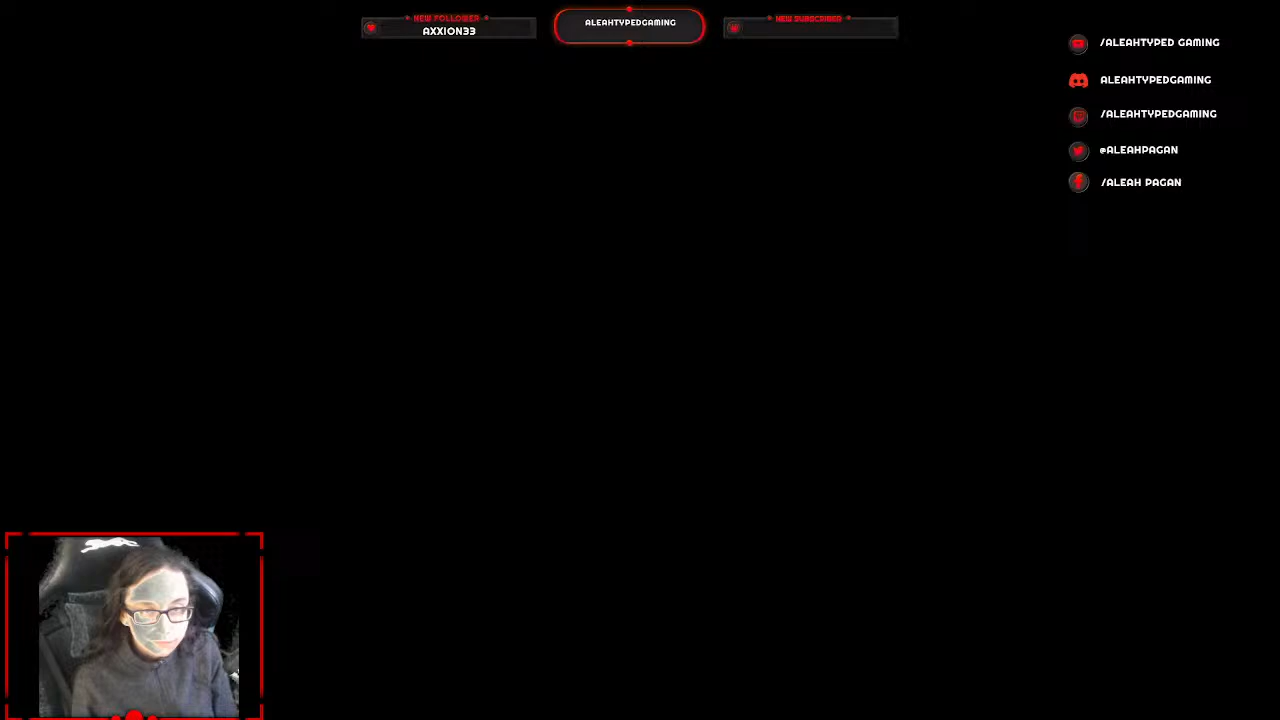 NEW FOLLOWER
AXXION33
ALEAHTYPEDGAMING
NEW SUBSCRIBER
/ALEAHTYPED GAMING
ALEAHTYPEDGAMING
/ALEAHTYPEDGAMING
@ALEAHPAGAN
/ALEAH PAGAN